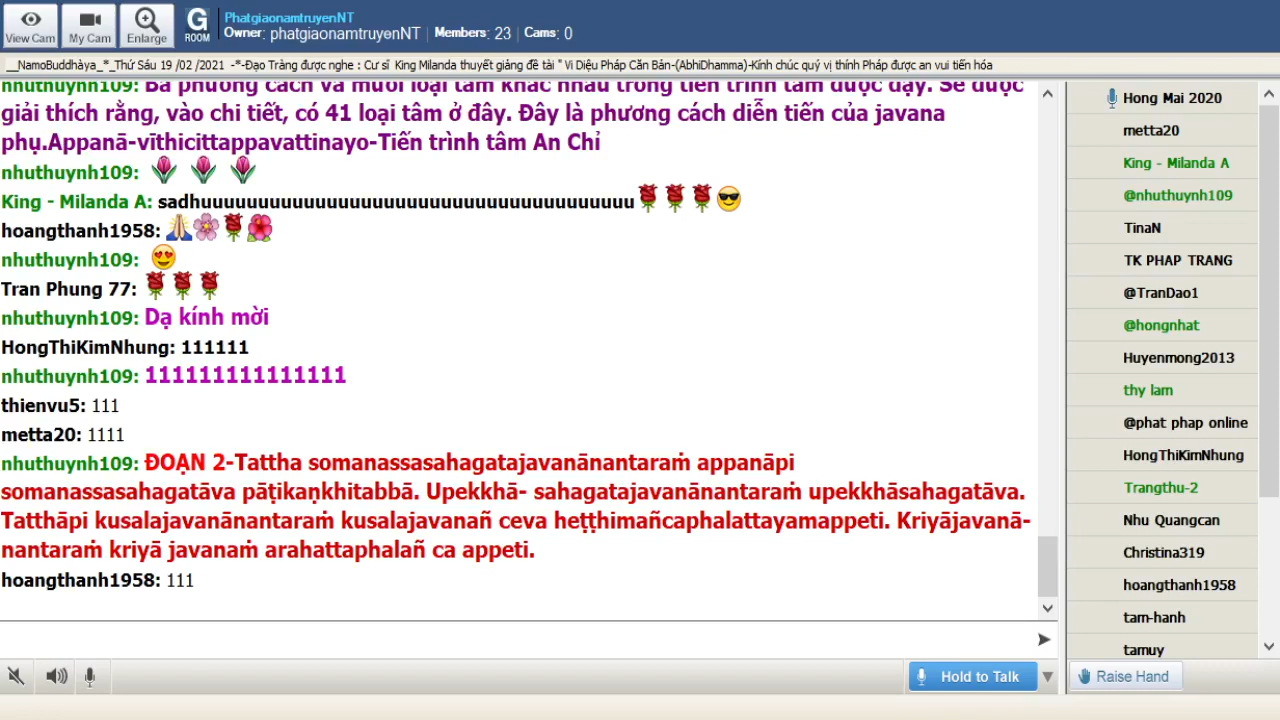 View Cam
My Cam
Enlarge
G
ROOM
PhatgiaonamtruyenNT
Owner: phatgiaonamtruyenNT | Members: 23 | Cams: 0
__NamoBuddhàya_*_Thứ Sáu 19 /02 /2021 -*-Đạo Tràng được nghe : Cư sĩ King Milanda thuyết giảng đề tài " Vi Diệu Pháp Căn Bản-(AbhiDhamma)-Kính chúc quý vị thính Pháp được an vui tiến hóa
nhuthuynh109: Ba phương cách và mười loại tâm khác nhau trong tiến trình tâm được dạy. Sẽ được
giải thích rằng, vào chi tiết, có 41 loại tâm ở đây. Đây là phương cách diễn tiến của javana
phụ.Appanā-vīthicittappavattinayo-Tiến trình tâm An Chỉ
nhuthuynh109:
King - Milanda A: sadhuuuuuuuuuuuuuuuuuuuuuuuuuuuuuuuuuuuuuu
hoangthanh1958:
nhuthuynh109:
Tran Phung 77:
nhuthuynh109: Dạ kính mời
HongThiKimNhung: 111111
nhuthuynh109: 111111111111111
thienvu5: 111
metta20: 1111
nhuthuynh109: ĐOẠN 2-Tattha somanassasahagatajavanānantaraṁ appanāpi
somanassasahagatāva pāṭikaṇkhitabbā. Upekkhā- sahagatajavanānantaraṁ upekkhāsahagatāva.
Tatthāpi kusalajavanānantaraṁ kusalajavanañ ceva heṭṭhimañcaphalattayamappeti. Kriyājavanā-
nantaraṁ kriyā javanaṁ arahattaphalañ ca appeti.
hoangthanh1958: 111
Hold to Talk
Hong Mai 2020
metta20
King - Milanda A
@nhuthuynh109
TinaN
TK PHAP TRANG
@TranDao1
@hongnhat
Huyenmong2013
thy lam
@phat phap online
HongThiKimNhung
Trangthu-2
Nhu Quangcan
Christina319
hoangthanh1958
tam-hanh
tamuy
Raise Hand